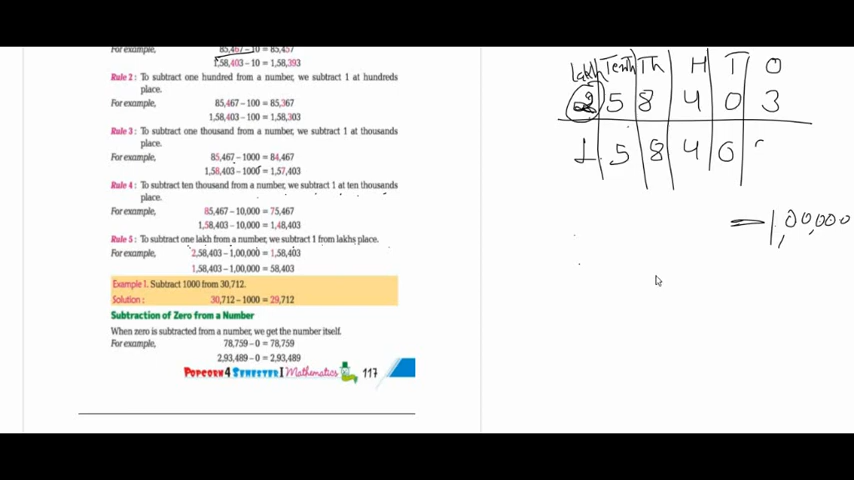 For example, 85,467 – 10 = 85,457
1,58,403 – 10 = 1,58,393
Rule 2 : To subtract one hundred from a number, we subtract 1 at hundreds
place.
For example, 85,467 – 100 = 85,367
1,58,403 – 100 = 1,58,303
Rule 3 : To subtract one thousand from a number, we subtract 1 at thousands
place.
For example, 85,467 – 1000 = 84,467
1,58,403 – 1000 = 1,57,403
Rule 4 : To subtract ten thousand from a number, we subtract 1 at ten thousands
place.
For example, 85,467 – 10,000 = 75,467
1,58,403 – 10,000 = 1,48,403
Rule 5 : To subtract one lakh from a number, we subtract 1 from lakhs place.
For example, 2,58,403 – 1,00,000 = 1,58,403
1,58,403 – 1,00,000 = 58,403
Example 1. Subtract 1000 from 30,712.
Solution : 30,712 – 1000 = 29,712
Subtraction of Zero from a Number
When zero is subtracted from a number, we get the number itself.
For example, 78,759 – 0 = 78,759
2,93,489 – 0 = 2,93,489
POPCORN 4 SEMESTER I Mathematics 117
Lakh Th H T O
2 5 8 4 0 3
1 5 8 4 0
= 1,00,000